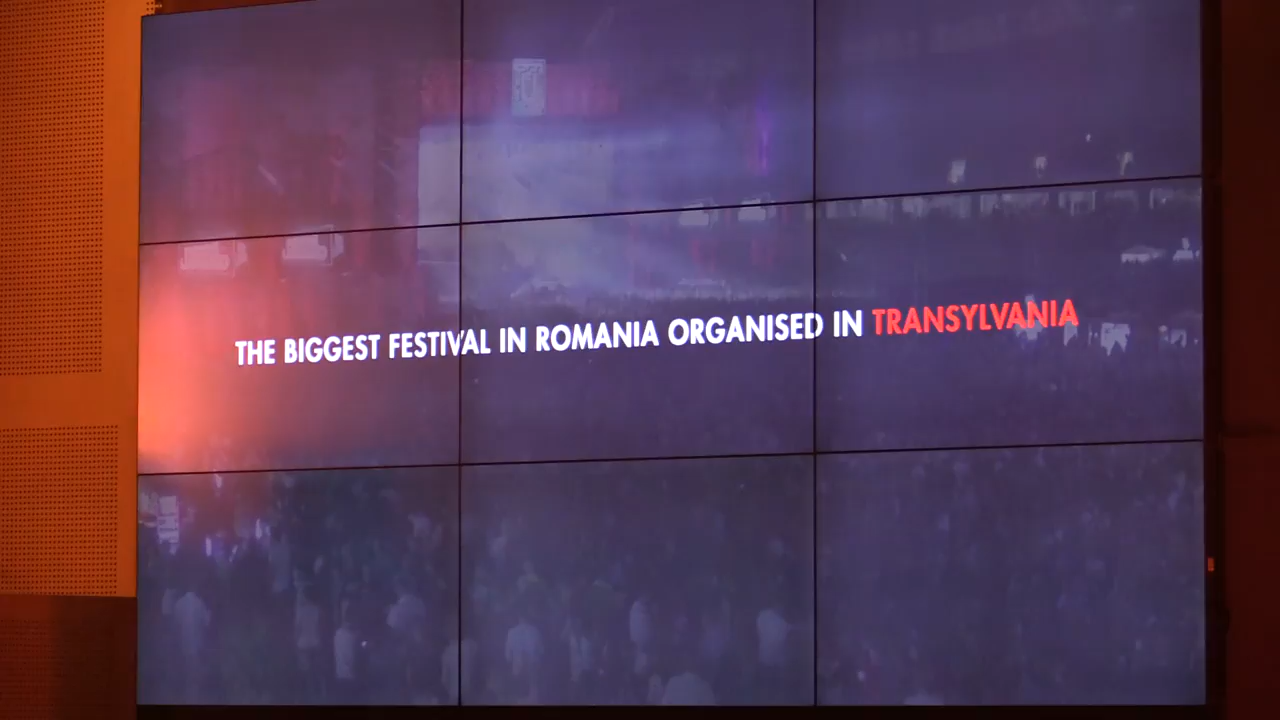 THE BIGGEST FESTIVAL IN ROMANIA ORGANISED IN TRANSYLVANIA